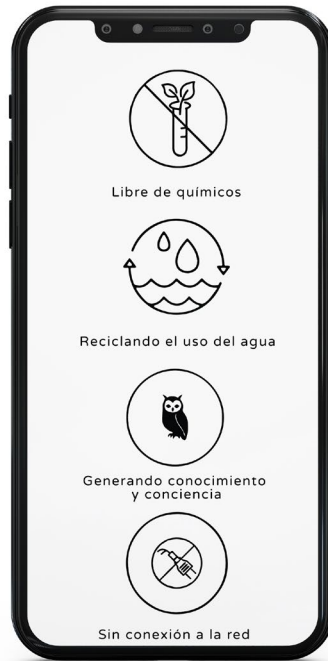 Libre de químicos
Reciclando el uso del agua
Generando conocimiento
y conciencia
Sin conexión a la red